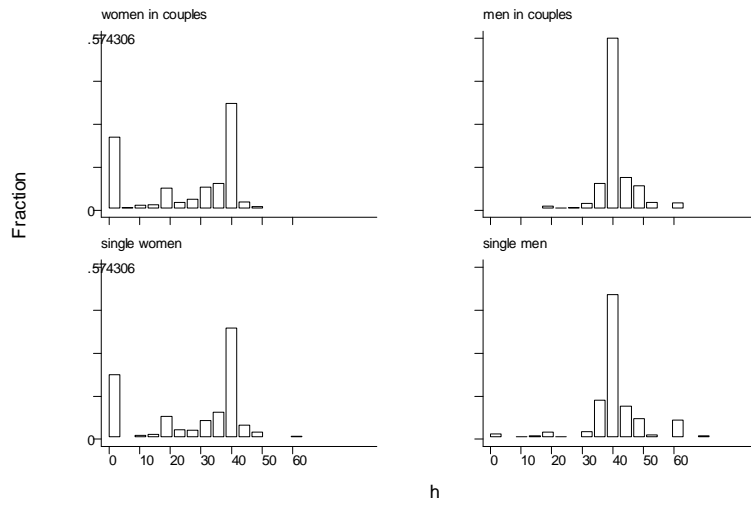 women in couples
men in couples
.574306
0
Fraction
single women
single men
.574306
0
0 10 20 30 40 50 60
0 10 20 30 40 50 60
h